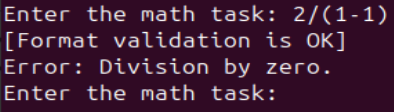 Enter the math task: 2/(1-1)
[Format validation is OK]
Error: Division by zero.
Enter the math task: